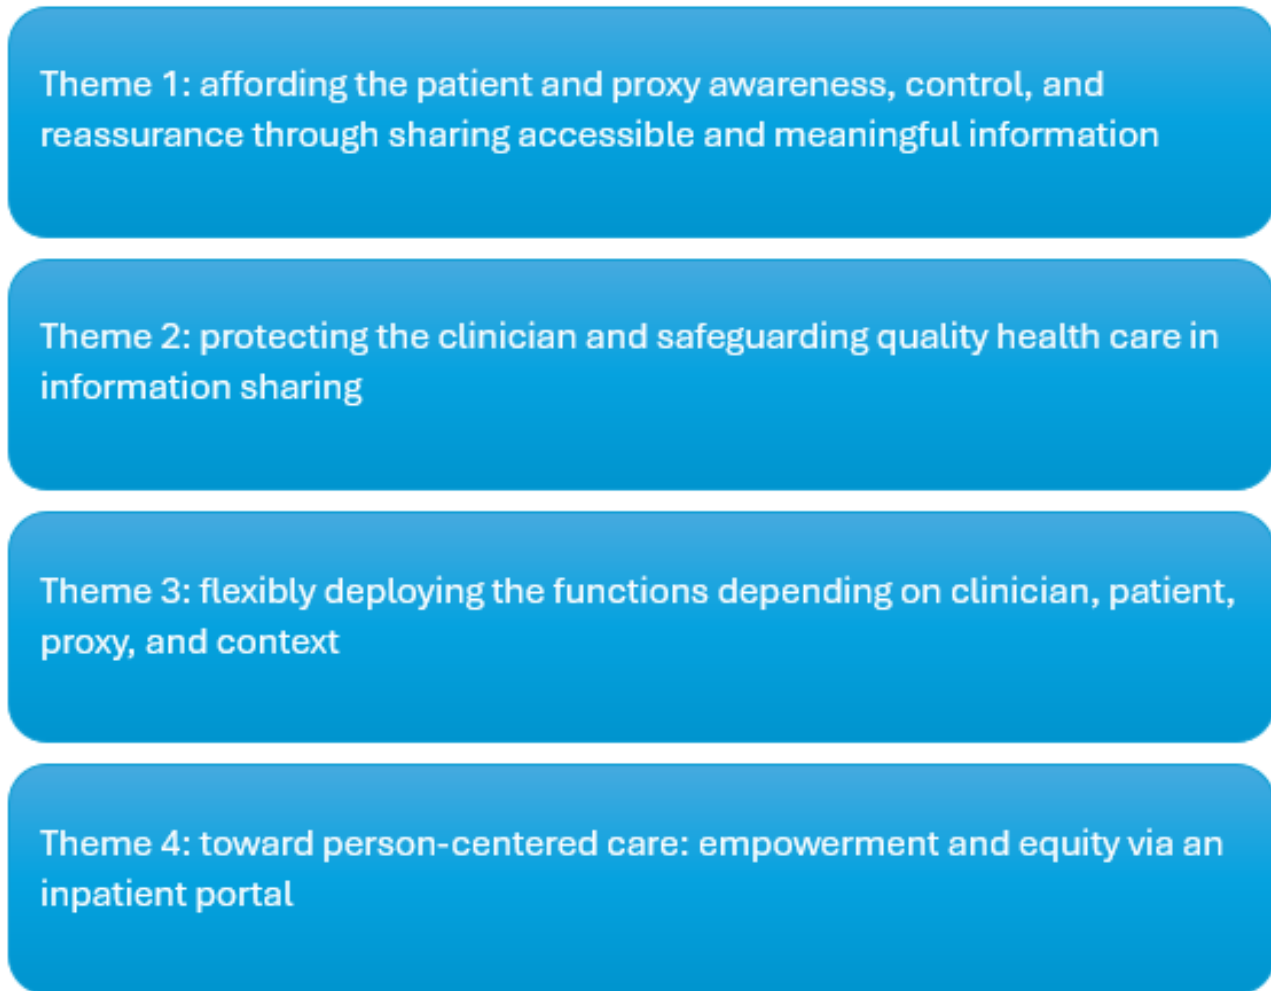 Theme 1: affording the patient and proxy awareness, control, and
reassurance through sharing accessible and meaningful information
Theme 2: protecting the clinician and safeguarding quality health care in
information sharing
Theme 3: flexibly deploying the functions depending on clinician, patient,
proxy, and context
Theme 4: toward person-centered care: empowerment and equity via an
inpatient portal